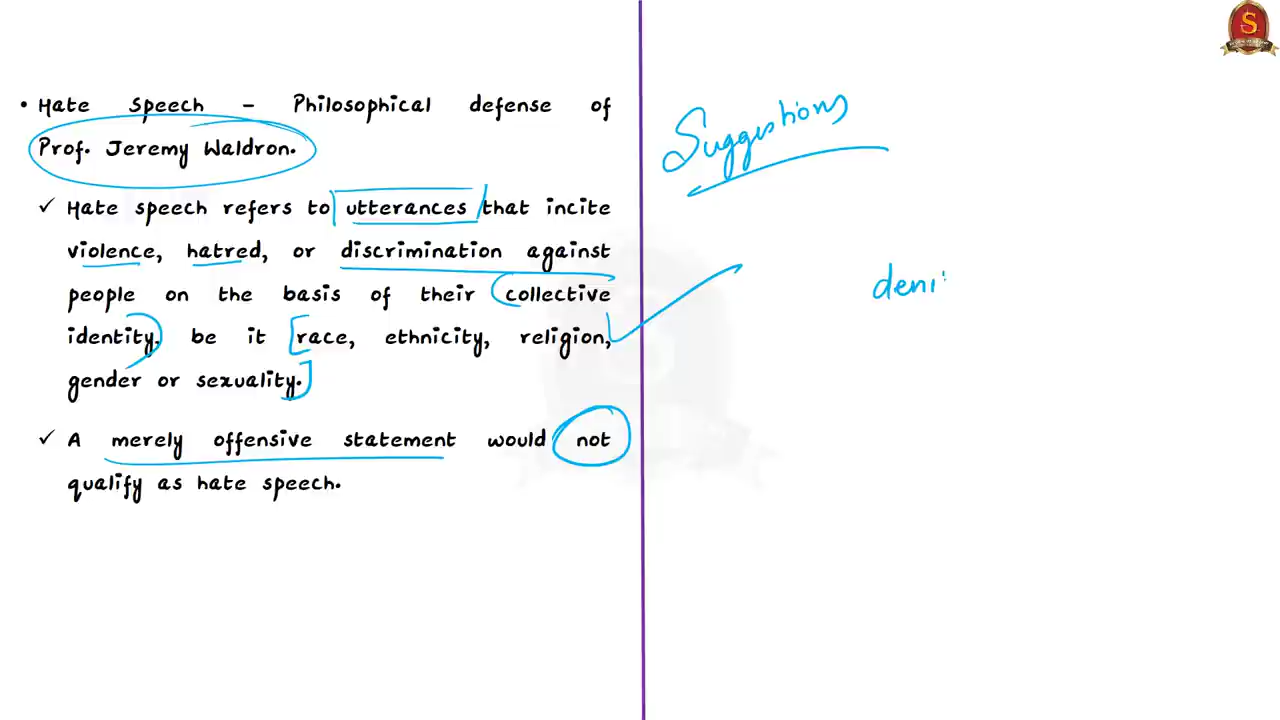 • Hate Speech – Philosophical defense of
Prof. Jeremy Waldron.
✓ Hate speech refers to utterances that incite
violence, hatred, or discrimination against
people on the basis of their collective
identity, be it race, ethnicity, religion,
gender or sexuality.
✓ A merely offensive statement would not
qualify as hate speech.
Suggestions
deni
S